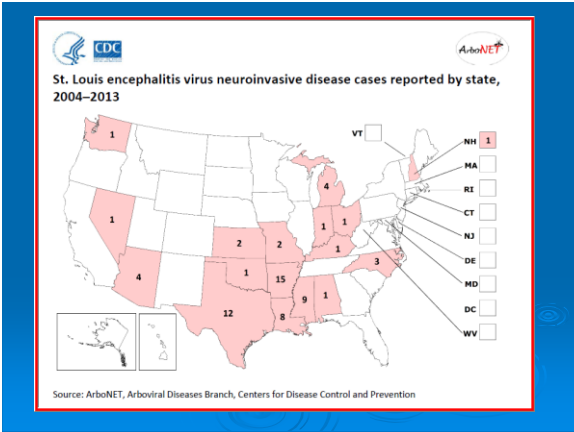 CDC
ArboNET
St. Louis encephalitis virus neuroinvasive disease cases reported by state,
2004–2013
VT
1
NH 1
MA
4
RI
1
1
1
CT
2
2
1
NJ
4
1
15
3
DE
12
9
1
MD
8
DC
WV
Source: ArboNET, Arboviral Diseases Branch, Centers for Disease Control and Prevention